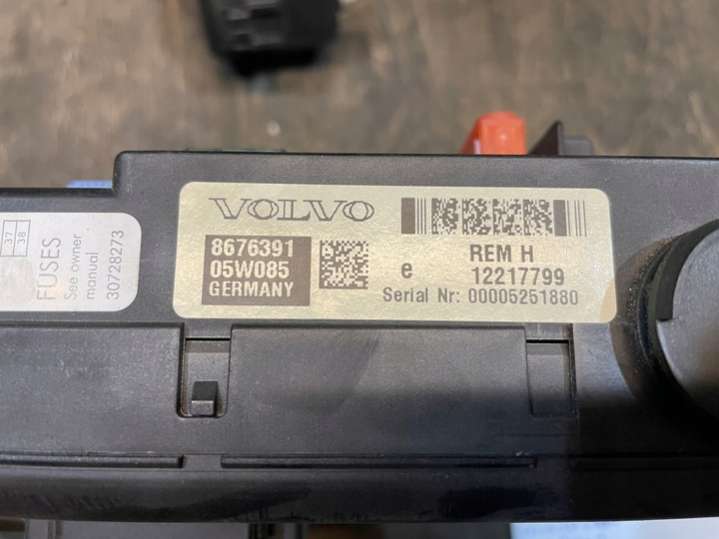 37
38
FUSES
See owner
manual
30728273
VOLVO
8676391
05W085
GERMANY
e
REM H
12217799
Serial Nr: 00005251880